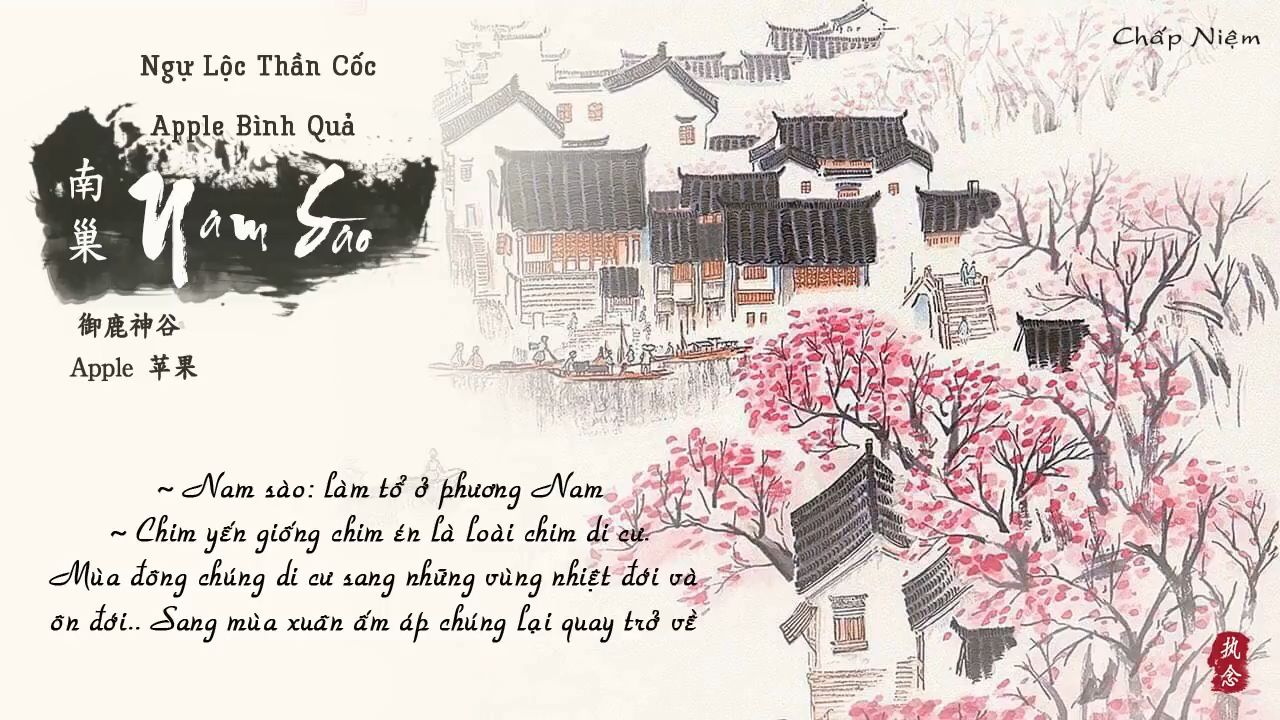 Chấp Niệm
Ngự Lộc Thần Cốc
Apple Bình Quả
南巢
Nam Sao
御鹿神谷
Apple 苹果
~ Nam sào: làm tổ ở phương Nam
~ Chim yến giống chim én là loài chim di cư.
Mùa đông chúng di cư sang những vùng nhiệt đới và
ôn đới.. Sang mùa xuân ấm áp chúng lại quay trở về
执念